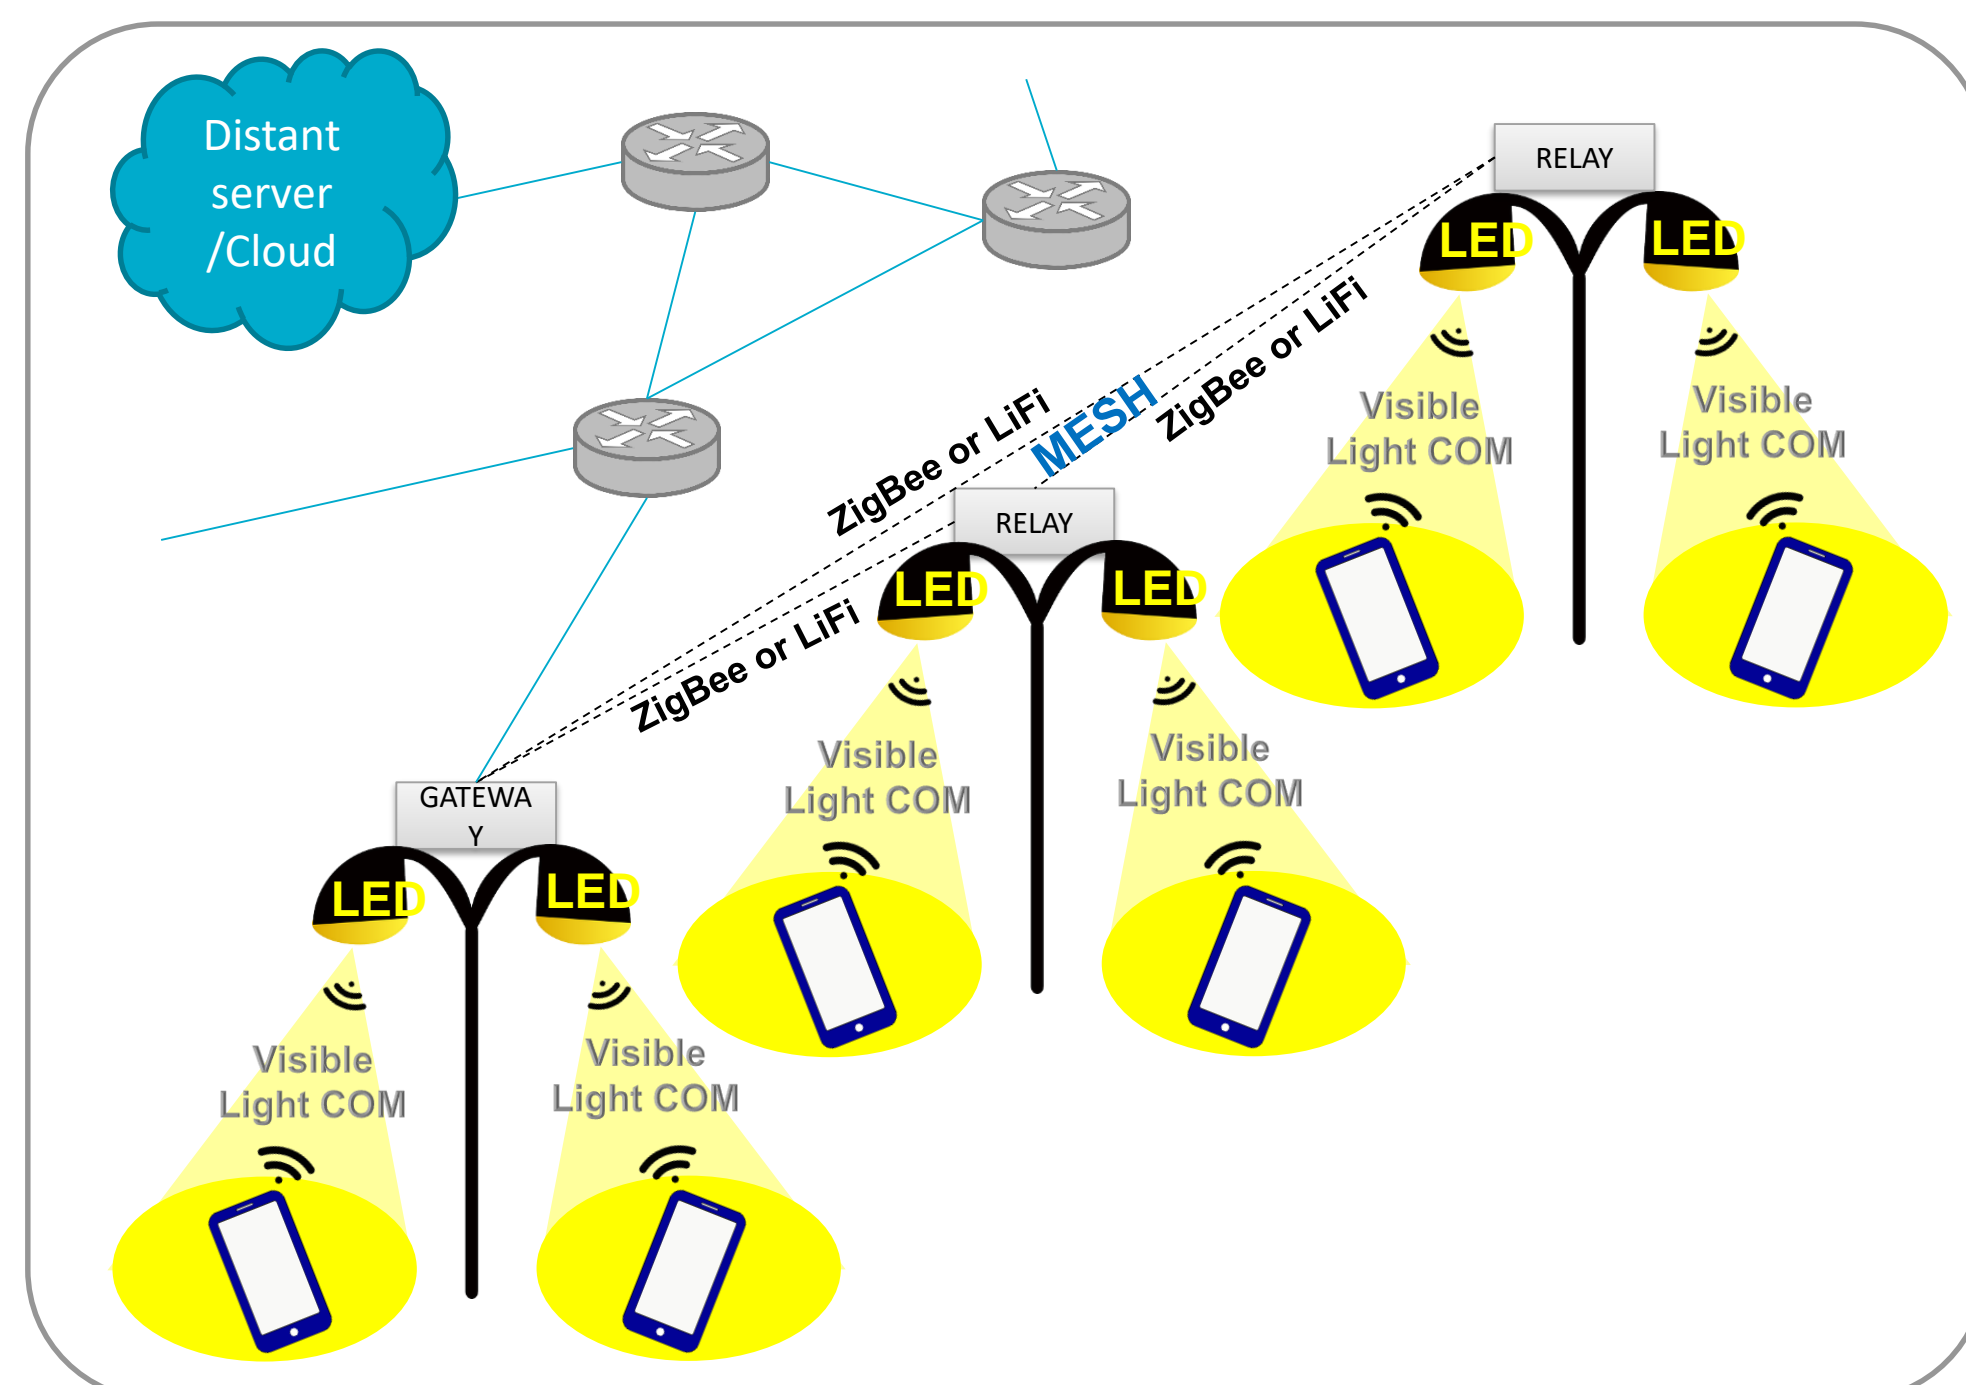 Distant
server
/Cloud
RELAY
LED
LED
ZigBee or LiFi
MESH
ZigBee or LiFi
Visible
Light COM
Visible
Light COM
RELAY
LED
LED
ZigBee or LiFi
Visible
Light COM
Visible
Light COM
GATEWA
Y
LED
LED
Visible
Light COM
Visible
Light COM